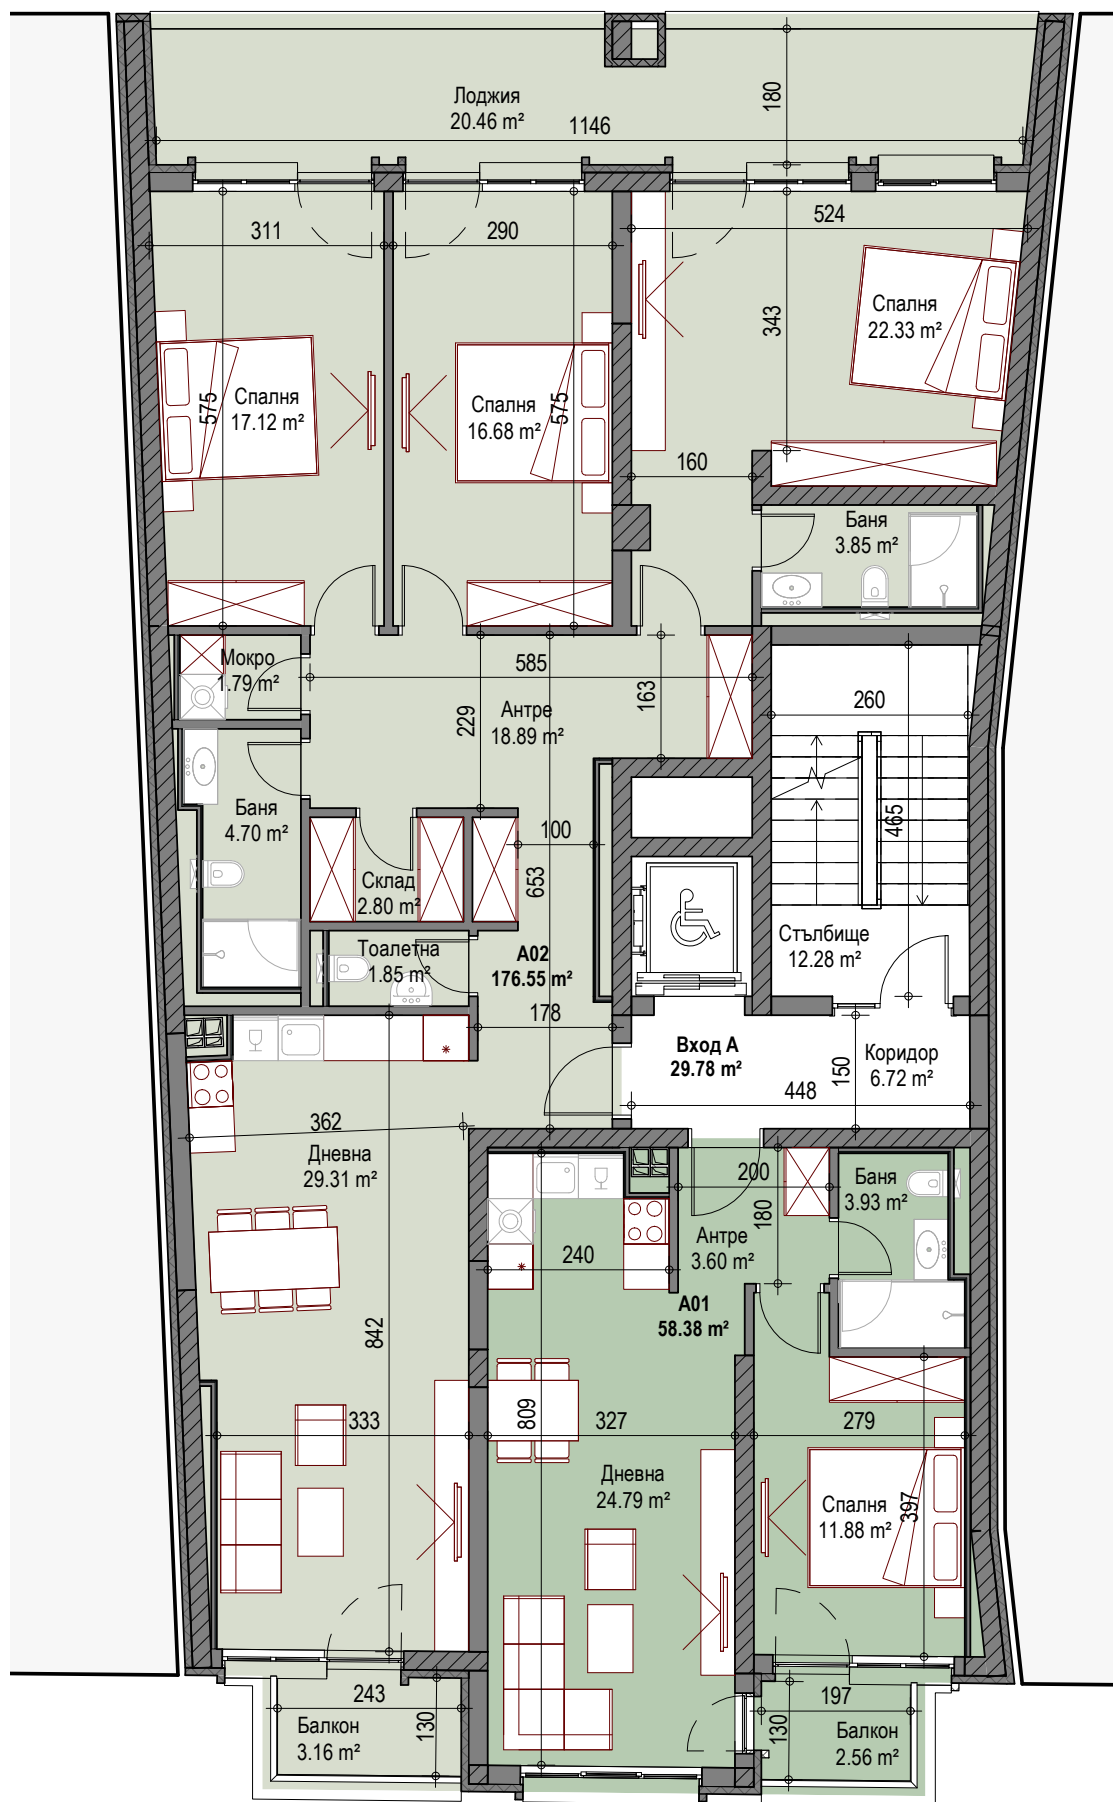 Лоджия
20.46 m²
180
1146
311
290
524
343
Спалня
22.33 m²
575
Спалня
17.12 m²
Спалня
16.68 m²
575
160
Баня
3.85 m²
Мокро
1.79 m²
585
163
260
229
Антре
18.89 m²
465
Баня
4.70 m²
100
653
Склад
2.80 m²
Стълбище
12.28 m²
Тоалетна
1.85 m²
A02
176.55 m²
178
Вход А
29.78 m²
150
Коридор
6.72 m²
448
362
Дневна
29.31 m²
200
180
Баня
3.93 m²
Антре
3.60 m²
240
A01
58.38 m²
842
333
809
327
279
Дневна
24.79 m²
Спалня
11.88 m²
397
243
130
Балкон
3.16 m²
197
130
Балкон
2.56 m²